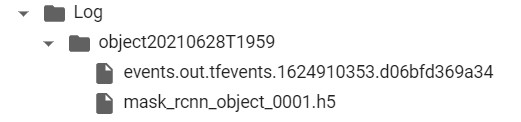 Log
object20210628T1959
events.out.tfevents.1624910353.d06bfd369a34
mask_rcnn_object_0001.h5